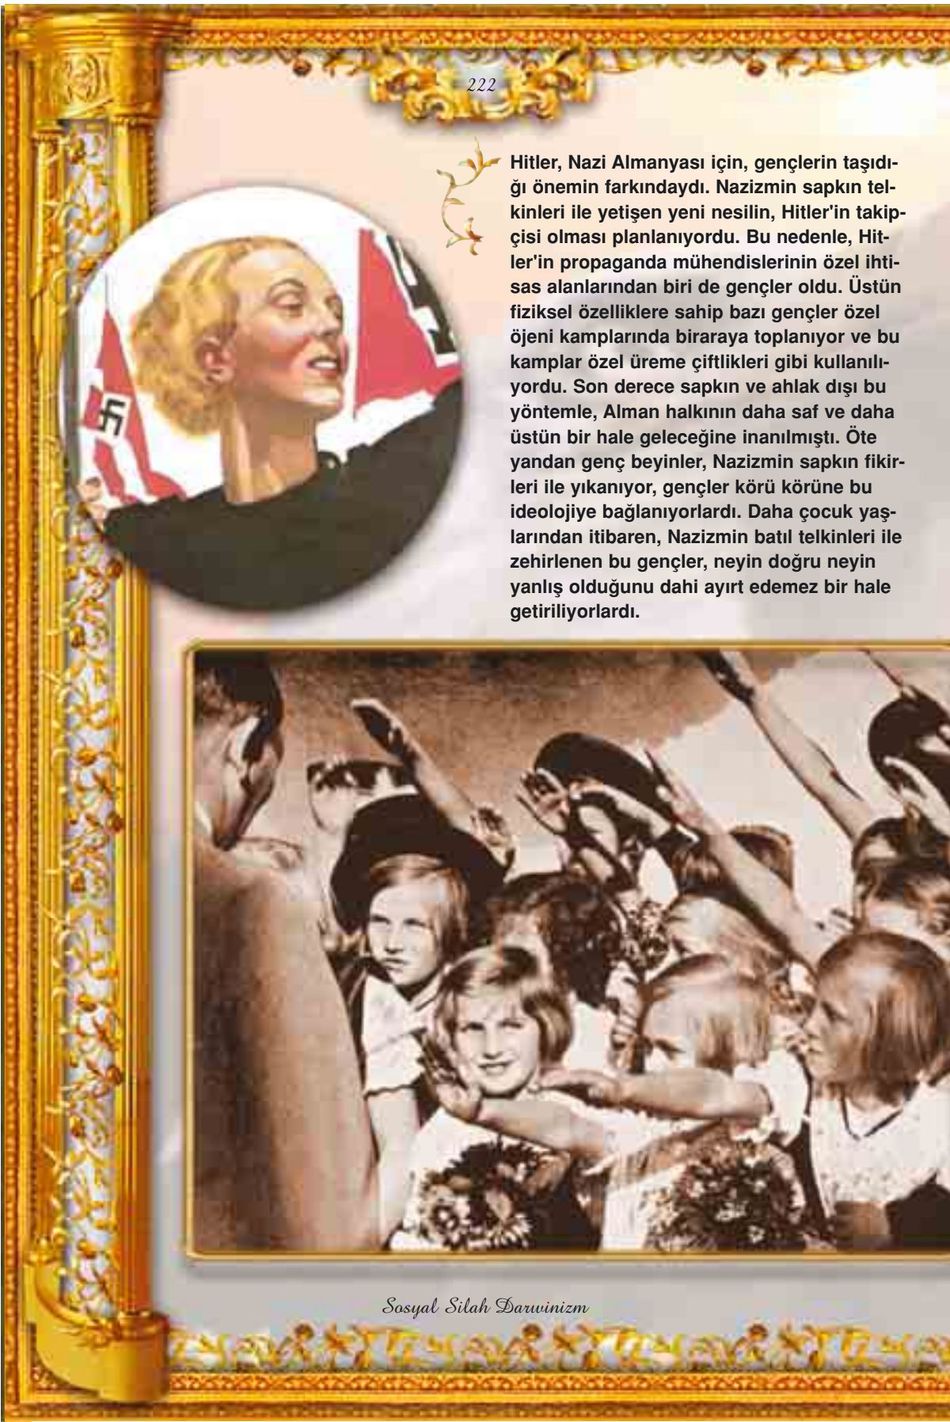 222
Hitler, Nazi Almanyası için, gençlerin taşıdı-
ğı önemin farkındaydı. Nazizmin sapkın tel-
kinleri ile yetişen yeni nesilin, Hitler'in takip-
çisi olması planlanıyordu. Bu nedenle, Hit-
ler'in propaganda mühendislerinin özel ihti-
sas alanlarından biri de gençler oldu. Üstün
fiziksel özelliklere sahip bazı gençler özel
öjeni kamplarında biraraya toplanıyor ve bu
kamplar özel üreme çiftlikleri gibi kullanılı-
yordu. Son derece sapkın ve ahlak dışı bu
yöntemle, Alman halkının daha saf ve daha
üstün bir hale geleceğine inanılmıştı. Öte
yandan genç beyinler, Nazizmin sapkın fikir-
leri ile yıkanıyor, gençler körü körüne bu
ideolojiye bağlanıyorlardı. Daha çocuk yaş-
larından itibaren, Nazizmin batıl telkinleri ile
zehirlenen bu gençler, neyin doğru neyin
yanlış olduğunu dahi ayırt edemez bir hale
getiriliyorlardı.
Sosyal Silah Darwinizm